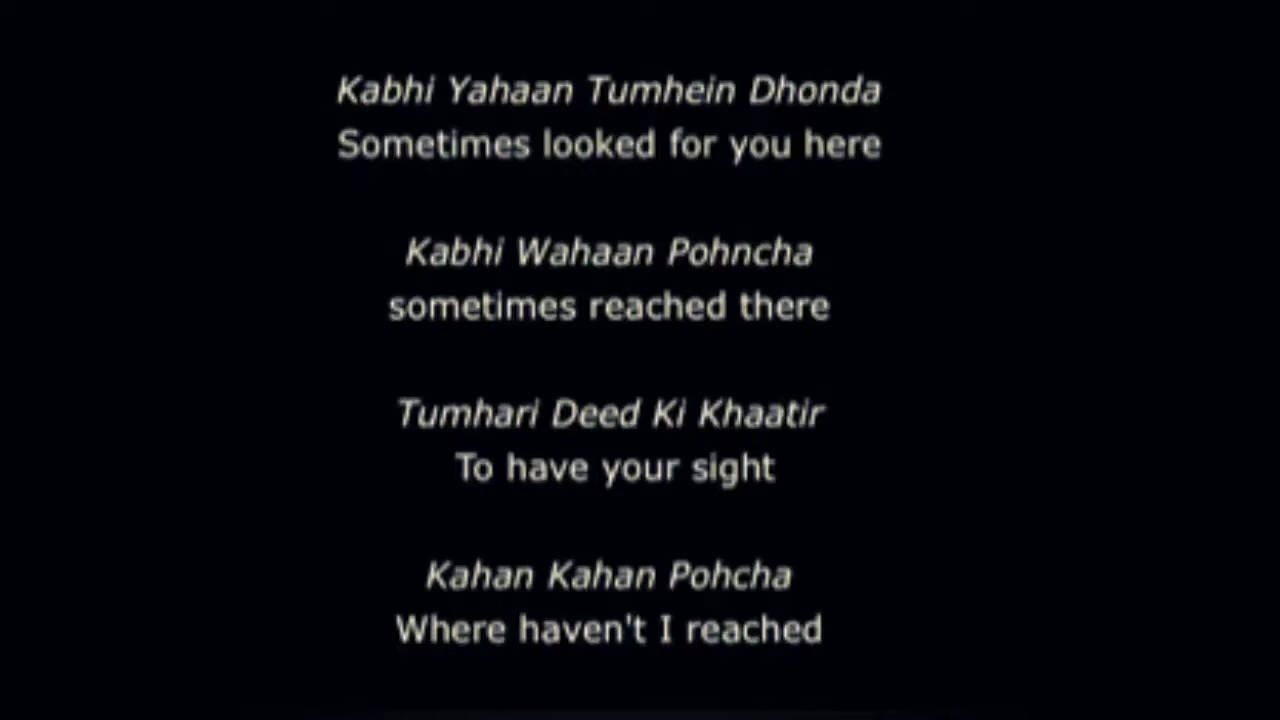 Kabhi Yahaan Tumhein Dhonda
Sometimes looked for you here
Kabhi Wahaan Pohncha
sometimes reached there
Tumhari Deed Ki Khaatir
To have your sight
Kahan Kahan Pohcha
Where haven't I reached